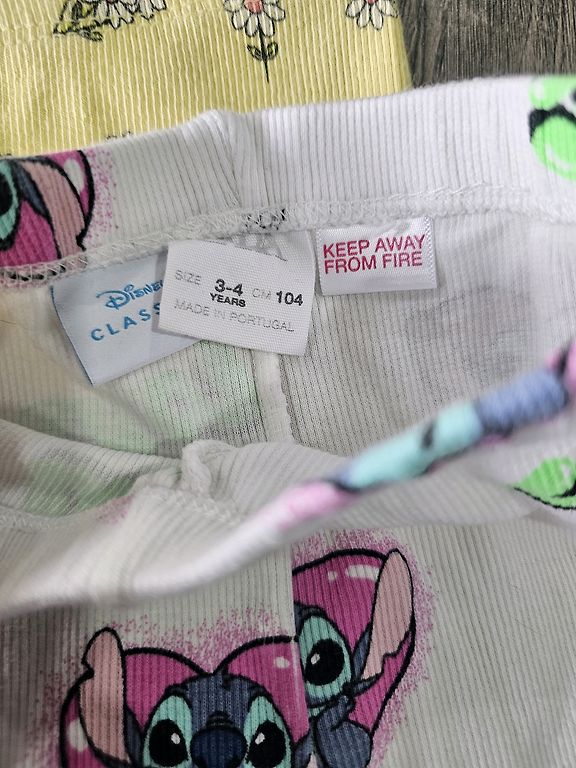 Disney
CLASS
SIZE 3-4 CM 104
YEARS
MADE IN PORTUGAL
KEEP AWAY
FROM FIRE